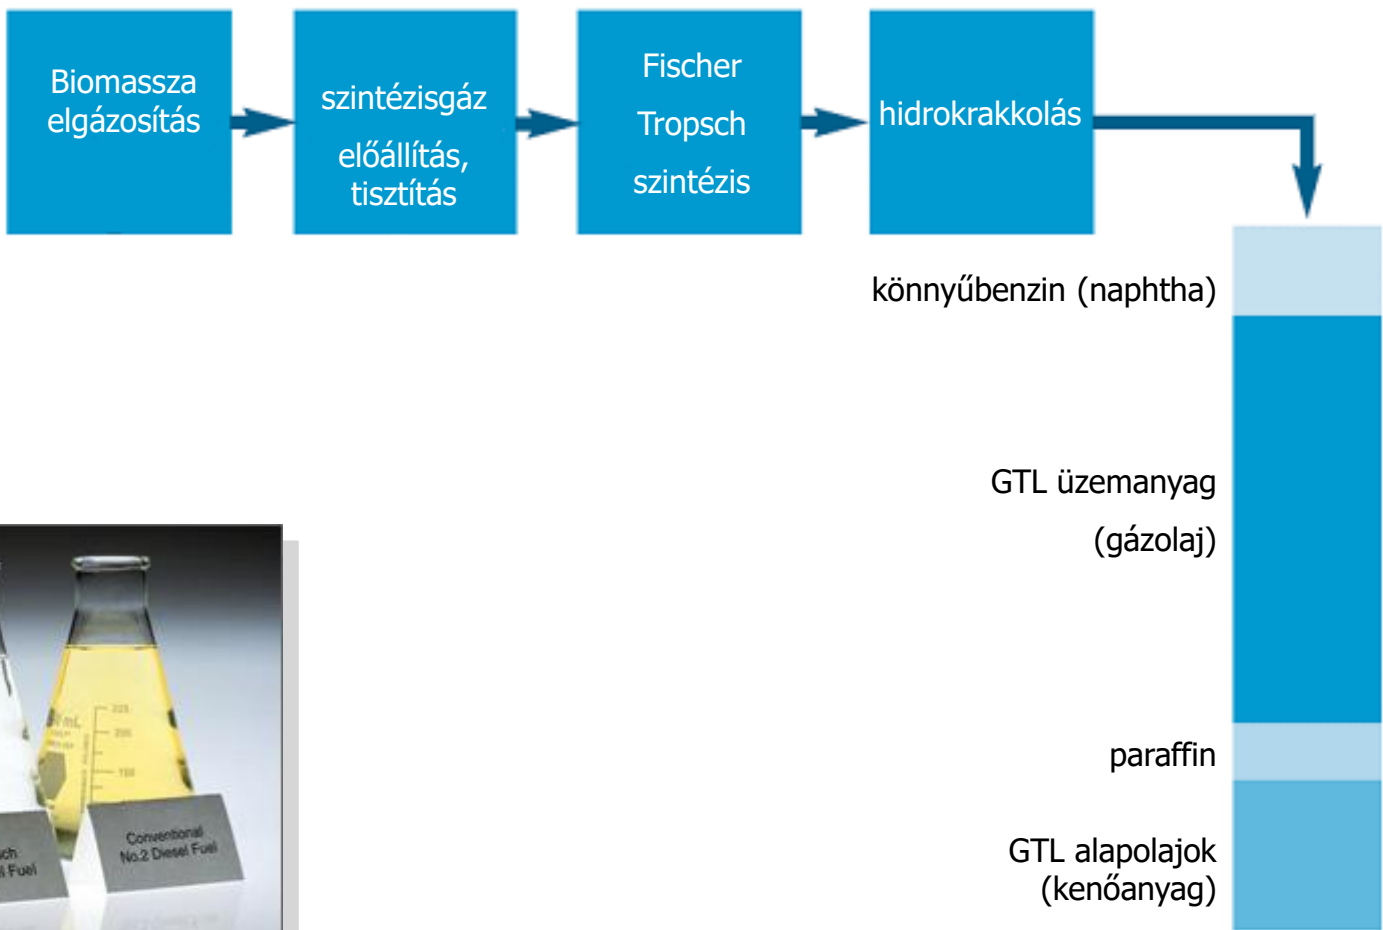 Biomassza
elgázosítás
szintézisgáz
előállítás,
tisztítás
Fischer
Tropsch
szintézis
hidrokrakkolás
könnyűbenzin (naphtha)
GTL üzemanyag
(gázolaj)
paraffin
GTL alapolajok
(kenőanyag)
Conventional
No.2 Diesel Fuel
Fuel